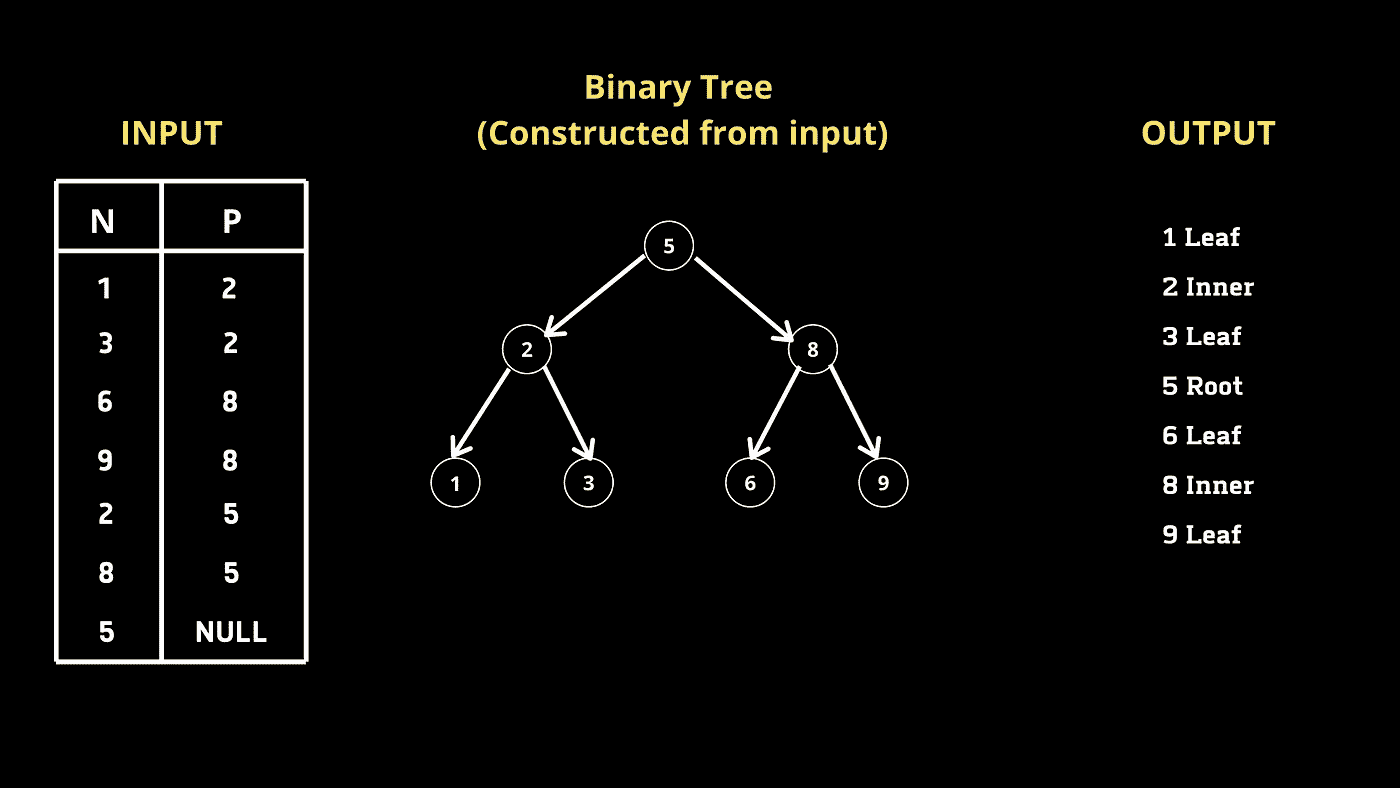 INPUT
N P
1 2
3 2
6 8
9 8
2 5
8 5
5 NULL
Binary Tree
(Constructed from input)
5
2 8
1 3 6 9
OUTPUT
1 Leaf
2 Inner
3 Leaf
5 Root
6 Leaf
8 Inner
9 Leaf